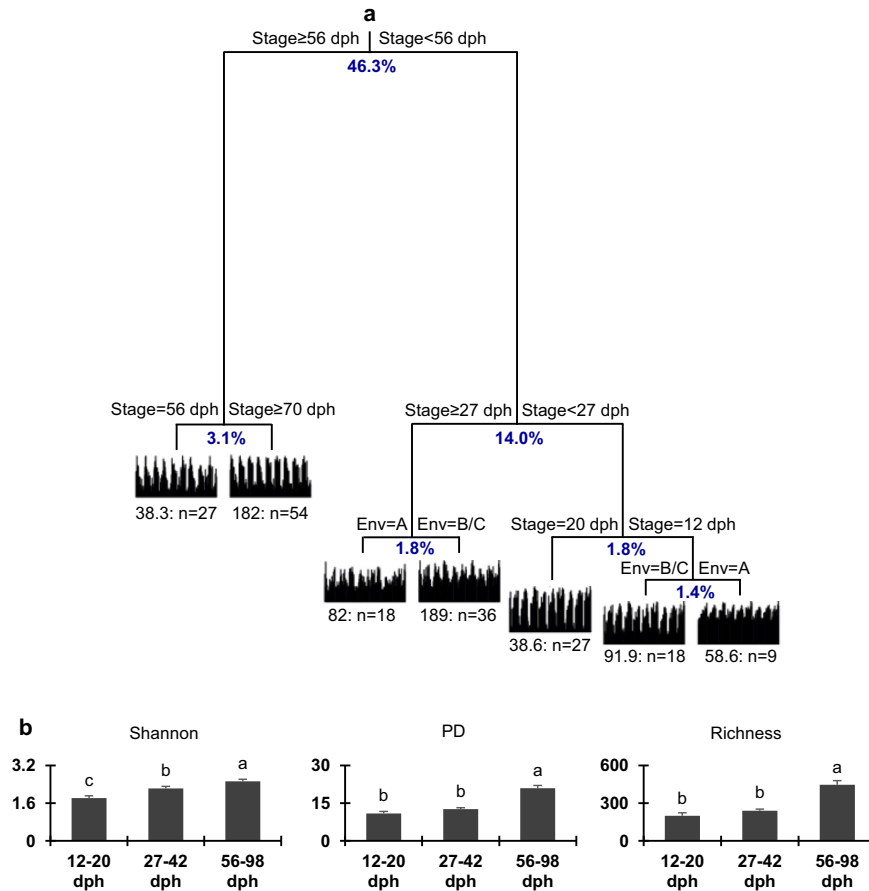 a
Stage≥56 dph Stage<56 dph
46.3%
Stage=56 dph Stage≥70 dph
3.1%
38.3: n=27 182: n=54
Stage≥27 dph Stage<27 dph
14.0%
Env=A Env=B/C
1.8%
82: n=18 189: n=36
Stage=20 dph Stage=12 dph
1.8%
38.6: n=27
Env=B/C Env=A
1.4%
91.9: n=18 58.6: n=9
b
Shannon
3.2
1.6
0
c b a
12-20 dph
27-42 dph
56-98 dph
PD
30
15
0
b b a
12-20 dph
27-42 dph
56-98 dph
Richness
600
300
0
b b a
12-20 dph
27-42 dph
56-98 dph